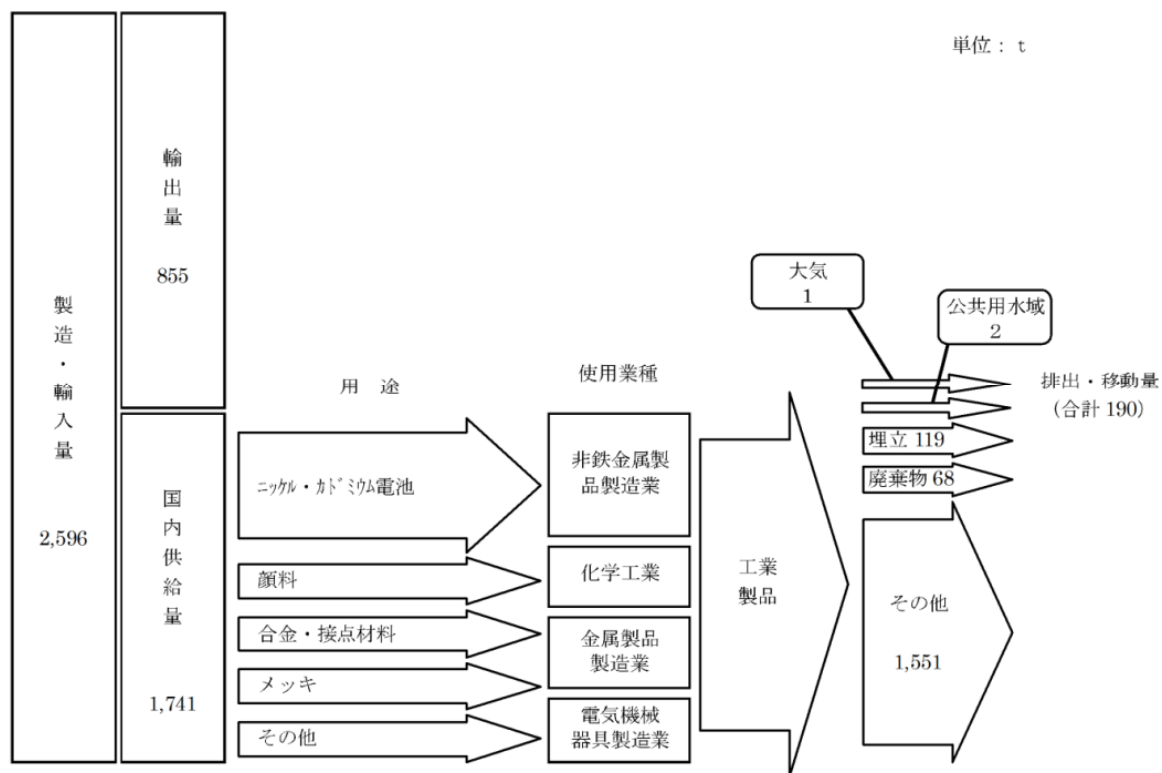 単位：t
製造・輸入量
2,596
輸出量
855
国内供給量
1,741
用　途
ﾆｯｹﾙ・ｶﾄﾞﾐｳﾑ電池
顔料
合金・接点材料
メッキ
その他
使用業種
非鉄金属製
品製造業
化学工業
金属製品
製造業
電気機械
器具製造業
工業
製品
大気
1
公共用水域
2
排出・移動量
(合計 190)
埋立 119
廃棄物 68
その他
1,551